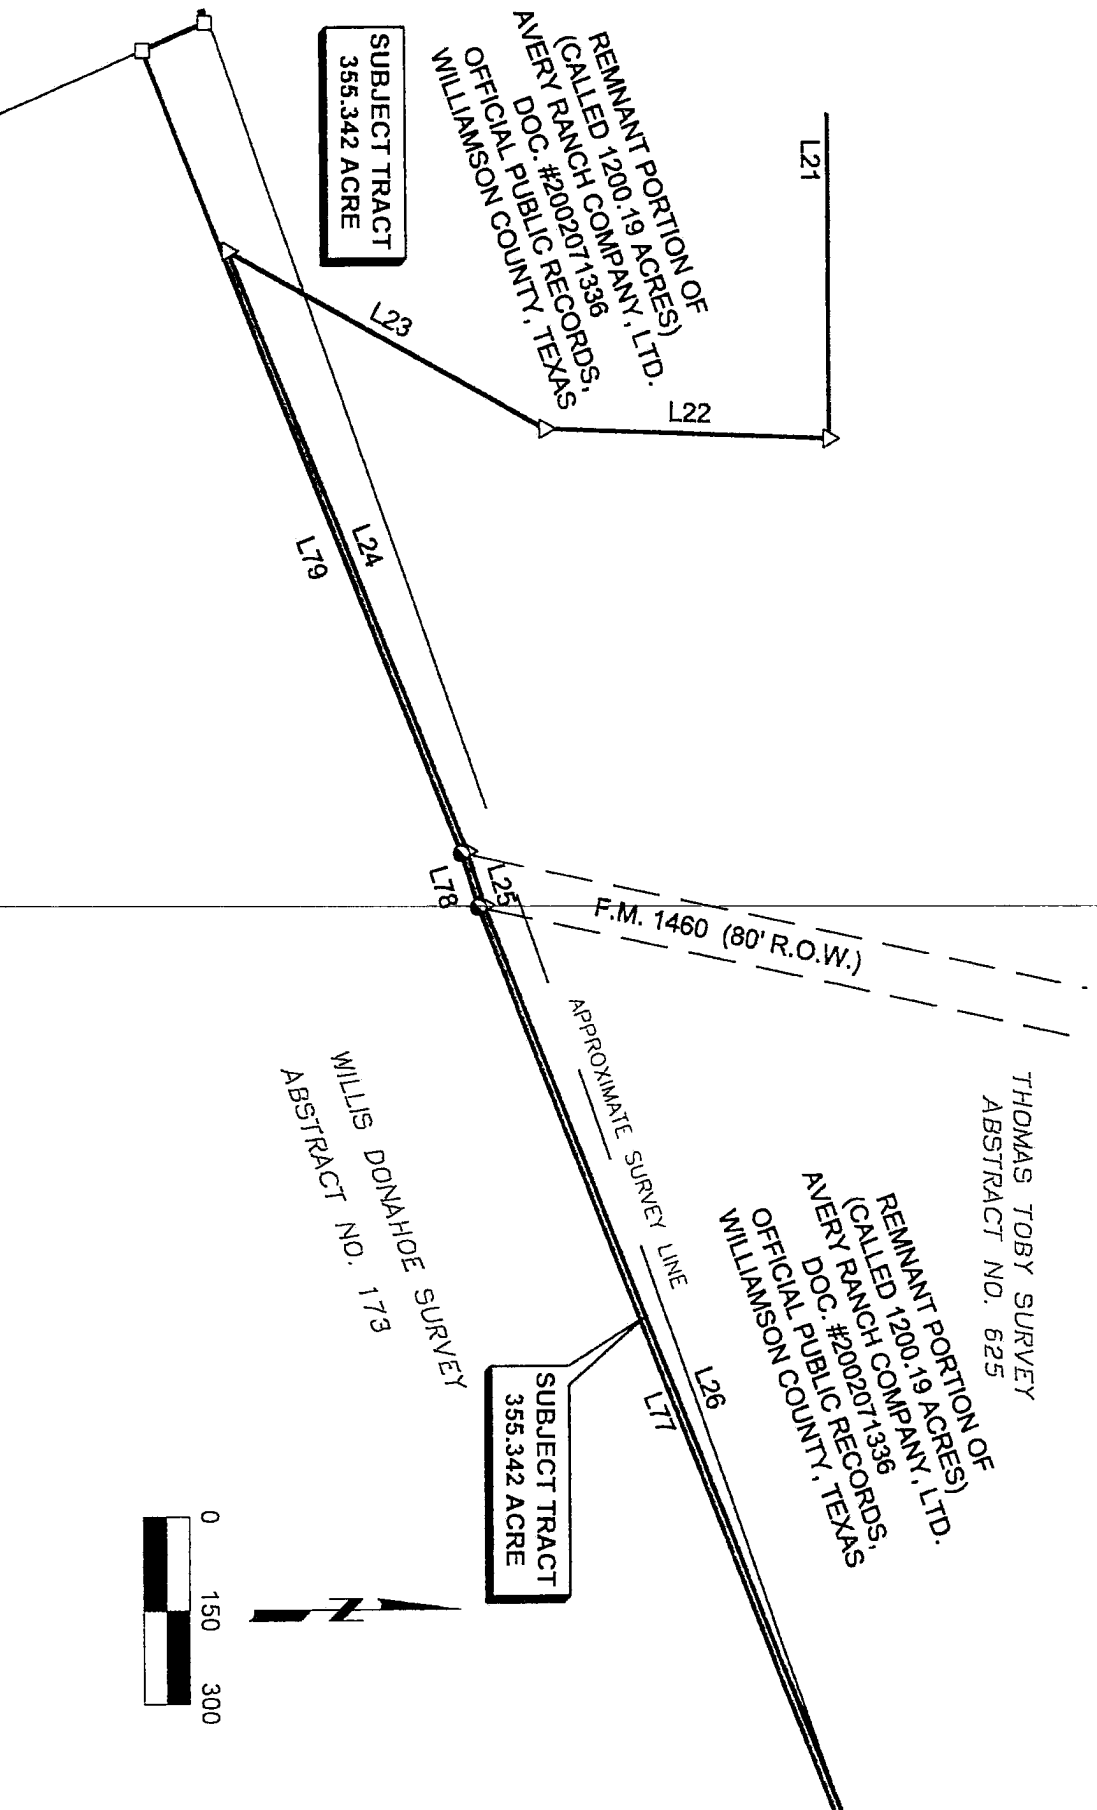 REMNANT PORTION OF
(CALLED 1200.19 ACRES)
AVERY RANCH COMPANY, LTD.
DOC. #2002071336
OFFICIAL PUBLIC RECORDS,
WILLIAMSON COUNTY, TEXAS
SUBJECT TRACT
355.342 ACRE
L21
L22
L23
L24
L79
L25
L78
F.M. 1460 (80' R.O.W.)
APPROXIMATE SURVEY LINE
THOMAS TOBY SURVEY
ABSTRACT NO. 625
WILLIS DONAHOE SURVEY
ABSTRACT NO. 173
REMNANT PORTION OF
(CALLED 1200.19 ACRES)
AVERY RANCH COMPANY, LTD.
DOC. #2002071336
OFFICIAL PUBLIC RECORDS,
WILLIAMSON COUNTY, TEXAS
L26
L77
SUBJECT TRACT
355.342 ACRE
N
0 150 300